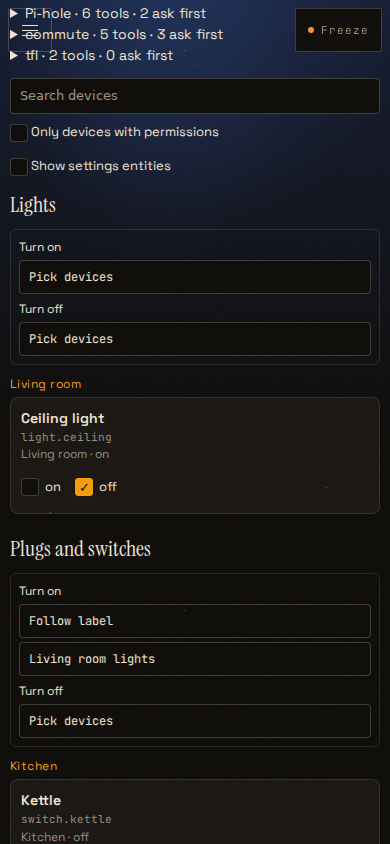 Pi-hole · 6 tools · 2 ask first
Freeze
commute · 5 tools · 3 ask first
tfl · 2 tools · 0 ask first
Search devices
Only devices with permissions
Show settings entities
Lights
Turn on
Pick devices
Turn off
Pick devices
Living room
Ceiling light
light.ceiling
Living room · on
on
off
Plugs and switches
Turn on
Follow label
Living room lights
Turn off
Pick devices
Kitchen
Kettle
switch.kettle
Kitchen · off